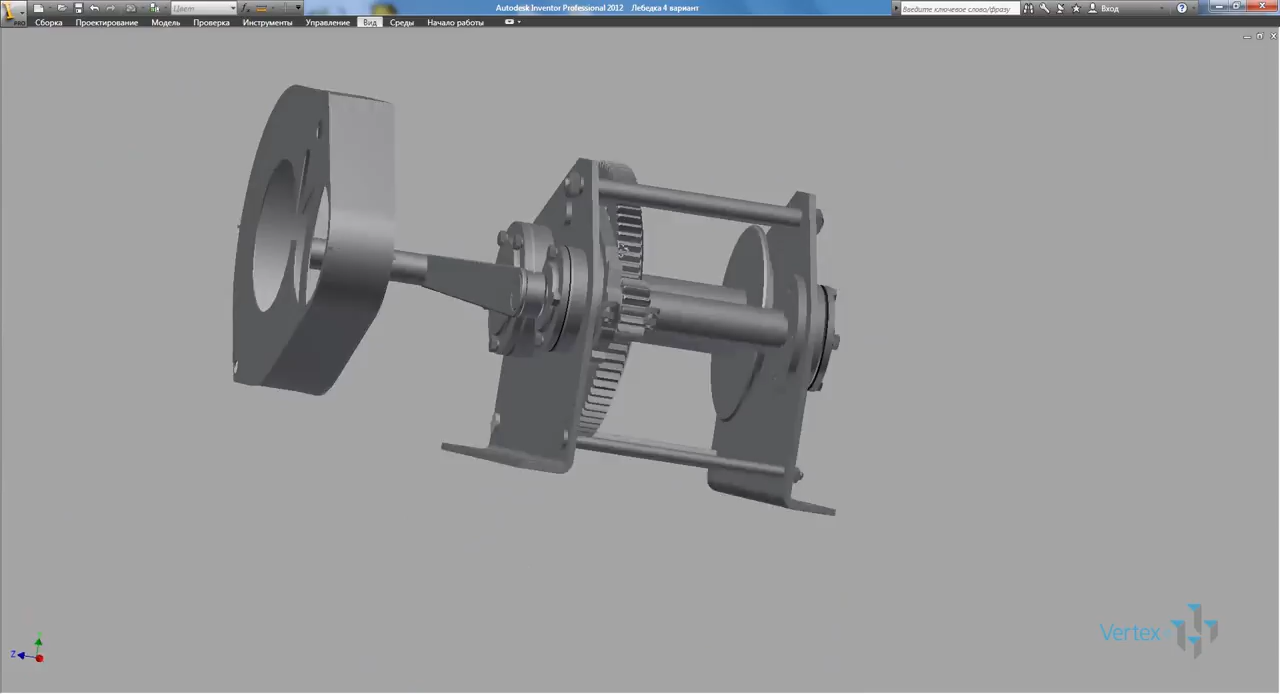 Autodesk Inventor Professional 2012 Лебедка 4 вариант
Цвет
Введите ключевое слово/фразу
Вход
PRO
Сборка Проектирование Модель Проверка Инструменты Управление Вид Среды Начало работы
Vertex
Z